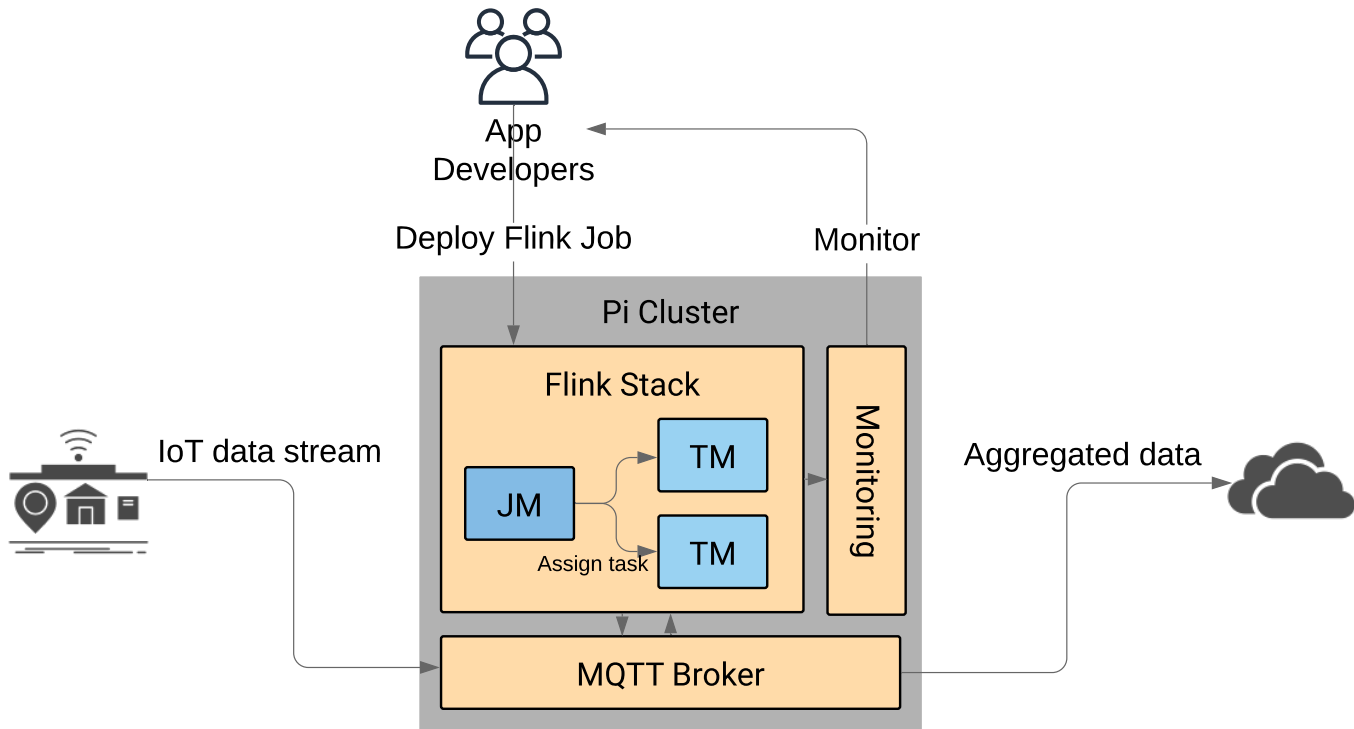 App
Developers
Deploy Flink Job
Monitor
Pi Cluster
Flink Stack
TM
JM
TM
Assign task
Monitoring
IoT data stream
Aggregated data
MQTT Broker